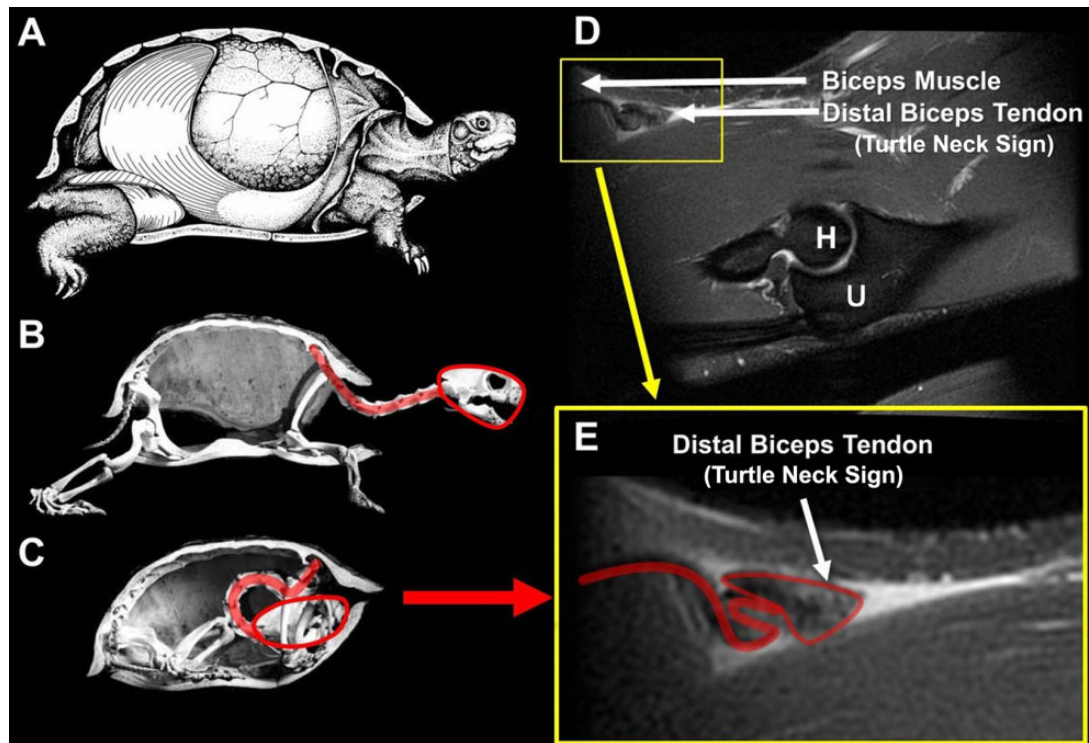 A
B
C
D
Biceps Muscle
Distal Biceps Tendon
(Turtle Neck Sign)
H
U
E
Distal Biceps Tendon
(Turtle Neck Sign)